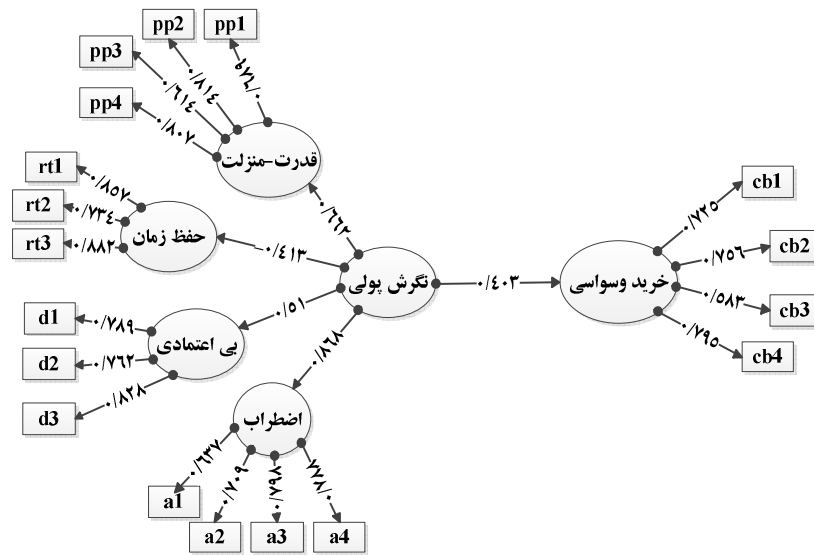 pp2
pp1
pp3
pp4
۰/۸۱۴
۶۷۶/۰
۰/۶۱۴
۰/۸۰۷
قدرت-منزلت
rt1
rt2
rt3
۰/۸۵۷
۰/۷۳۴
۰/۸۸۲
حفظ زمان
۰/۶۶۲
-۰/۴۱۳
نگرش پولی
۰/۴۰۳
خرید وسواسی
۰/۷۲۵
cb1
۰/۷۵۶
cb2
۰/۵۸۳
cb3
۰/۷۹۵
cb4
۰/۵۱
d1
۰/۷۸۹
d2
۰/۷۶۲
d3
۰/۸۲۸
بی اعتمادی
۰/۸۶۸
اضطراب
۰/۶۳۷
۰/۷۰۹
۰/۷۹۸
۷۷۸/۰
a1
a2
a3
a4